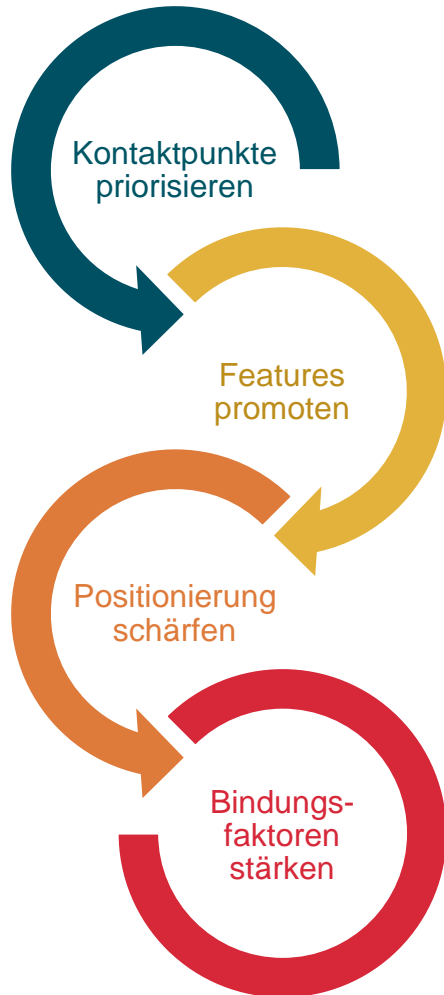 Kontaktpunkte
priorisieren
Features
promoten
Positionierung
schärfen
Bindungs-
faktoren
stärken